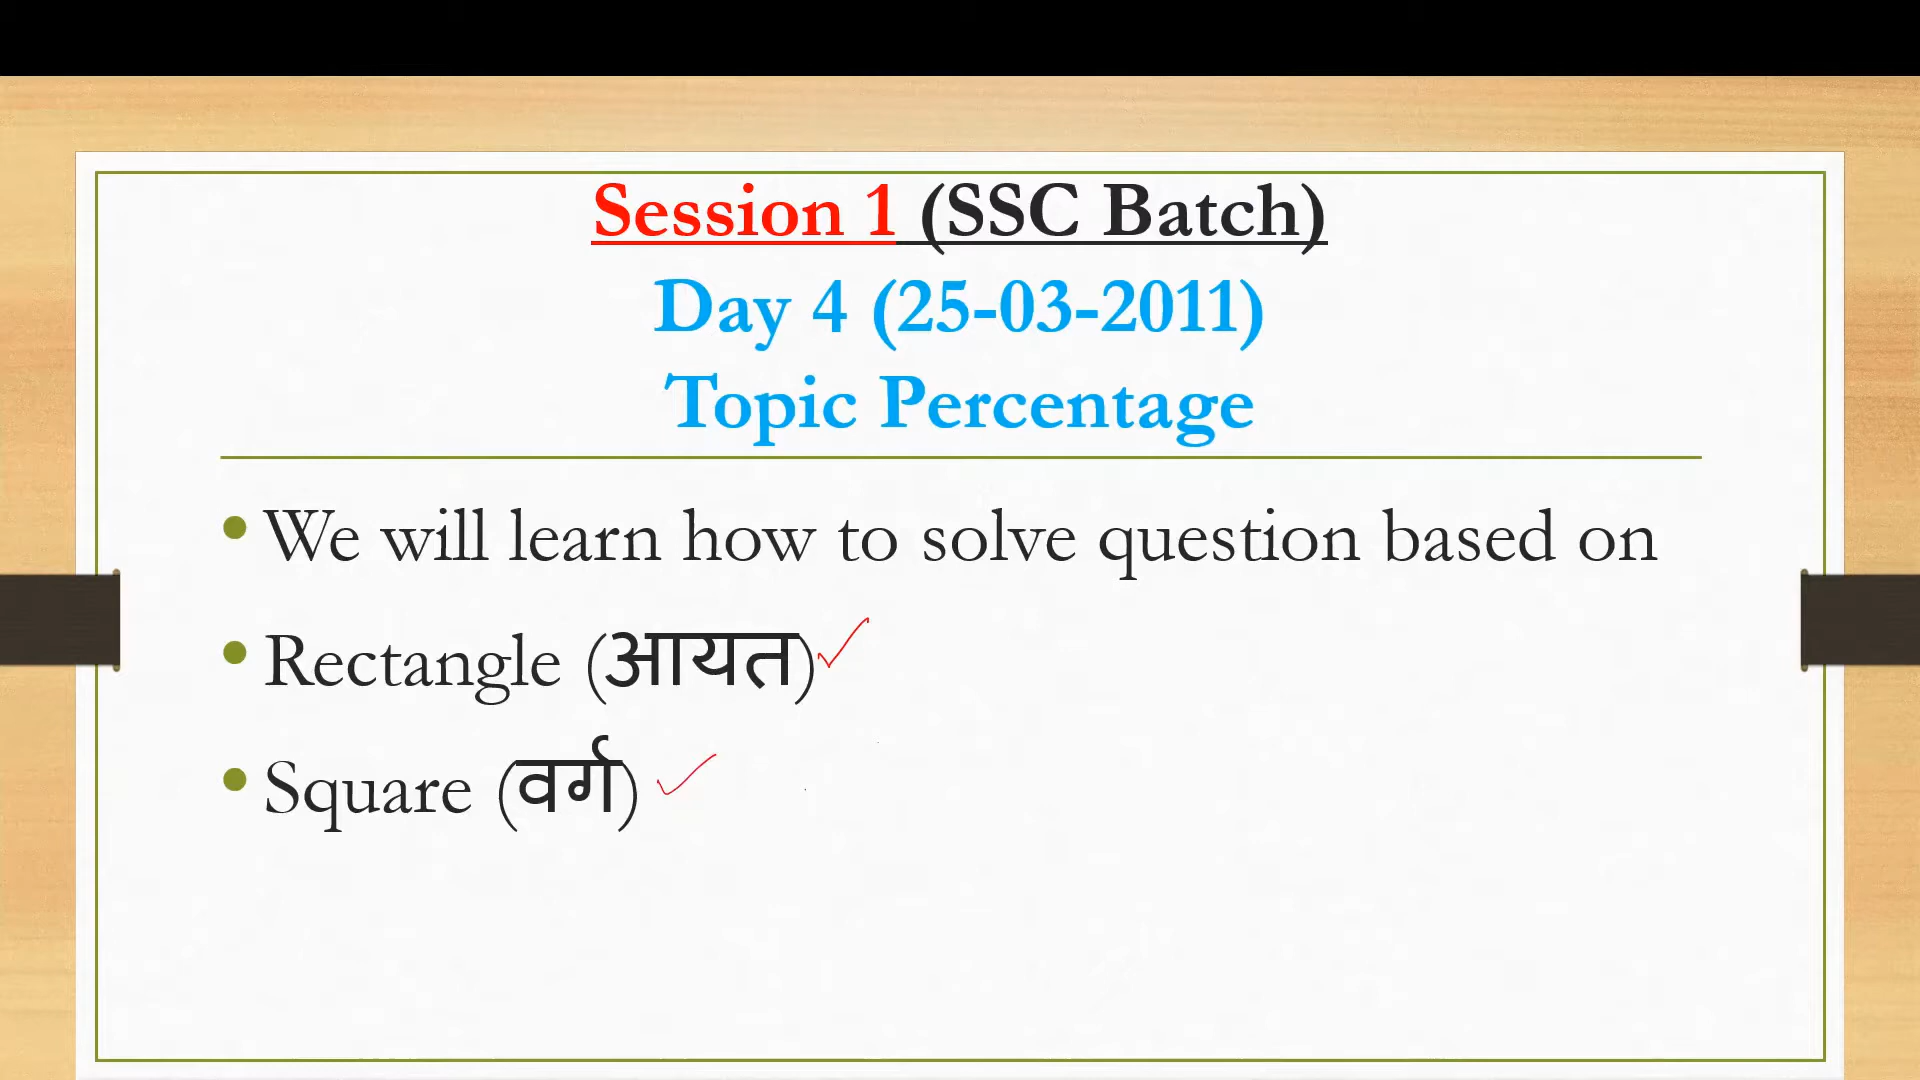 Session 1 (SSC Batch)
Day 4 (25-03-2011)
Topic Percentage
• We will learn how to solve question based on
• Rectangle (आयत)
• Square (वर्ग)